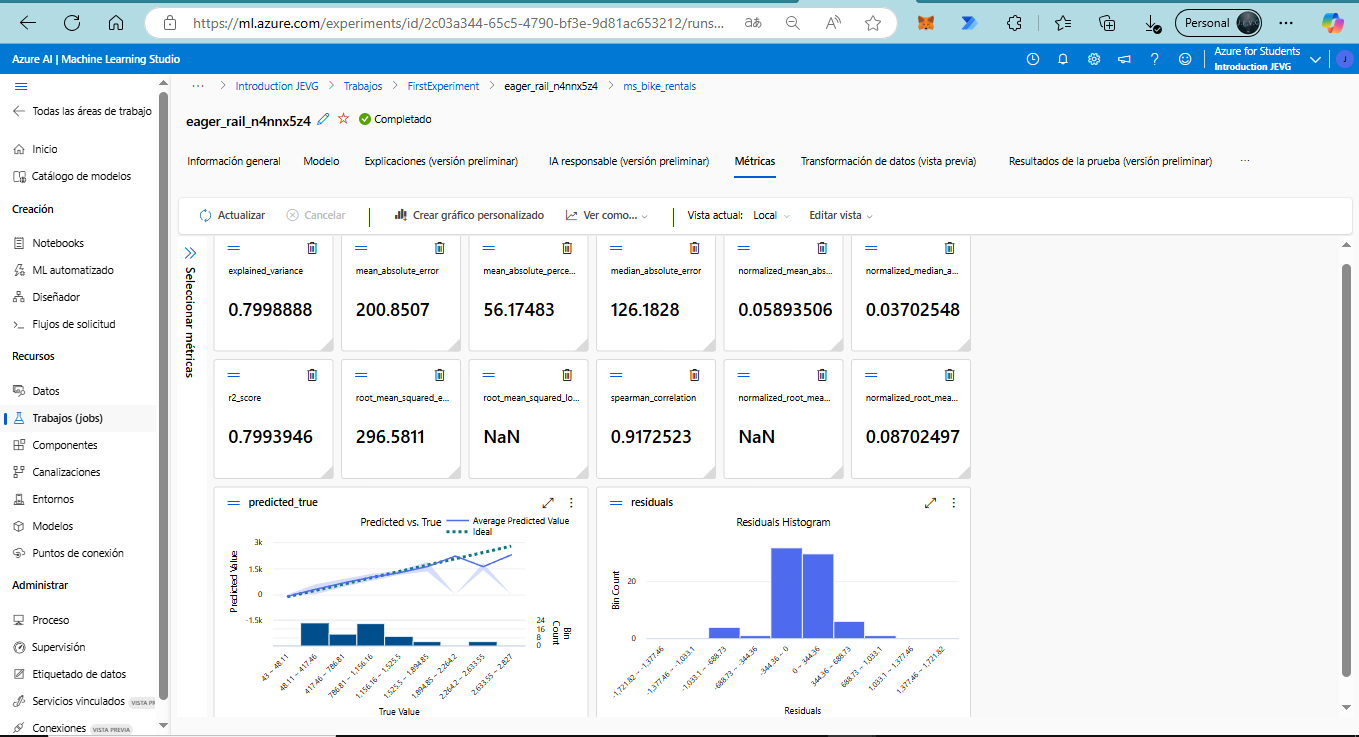 https://ml.azure.com/experiments/id/2c03a344-65c5-4790-bf3e-9d81ac653212/runs...
Personal
Azure AI | Machine Learning Studio
Azure for Students
Introduction JEVG
J
Todas las áreas de trabajo
Inicio
Catálogo de modelos
Creación
Notebooks
ML automatizado
Diseñador
Flujos de solicitud
Recursos
Datos
Trabajos (jobs)
Componentes
Canalizaciones
Entornos
Modelos
Puntos de conexión
Administrar
Proceso
Supervisión
Etiquetado de datos
Servicios vinculados VISTA PR
Conexiones VISTA PREVIA
... > Introduction JEVG > Trabajos > FirstExperiment > eager_rail_n4nnx5z4 > ms_bike_rentals
eager_rail_n4nnx5z4 Completado
Información general Modelo Explicaciones (versión preliminar) IA responsable (versión preliminar) Métricas Transformación de datos (vista previa) Resultados de la prueba (versión preliminar) ...
Actualizar Cancelar Crear gráfico personalizado Ver como... Vista actual: Local Editar vista
Seleccionar métricas
explained_variance mean_absolute_error mean_absolute_perce... median_absolute_error normalized_mean_abs... normalized_median_a...
0.7998888 200.8507 56.17483 126.1828 0.05893506 0.03702548
r2_score root_mean_squared_e... root_mean_squared_lo... spearman_correlation normalized_root_mea... normalized_root_mea...
0.7993946 296.5811 NaN 0.9172523 NaN 0.08702497
predicted_true
Predicted vs. True
Average Predicted Value
Ideal
Predicted Value
3k
1.5k
0
-1.5k
24
16
8
0
Bin Count
43 – 48.11
48.11 – 417.46
417.46 – 786.81
786.81 – 1,156.16
1,156.16 – 1,525.5
1,525.5 – 1,894.85
1,894.85 – 2,264.2
2,264.2 – 2,633.55
2,633.55 – 2,827
True Value
residuals
Residuals Histogram
Bin Count
20
0
-1,721.82 – -1,377.46
-1,377.46 – -1,033.1
-1,033.1 – -688.73
-688.73 – -344.36
-344.36 – 0
0 – 344.36
344.36 – 688.73
688.73 – 1,033.1
1,033.1 – 1,377.46
1,377.46 – 1,721.82
Residuals